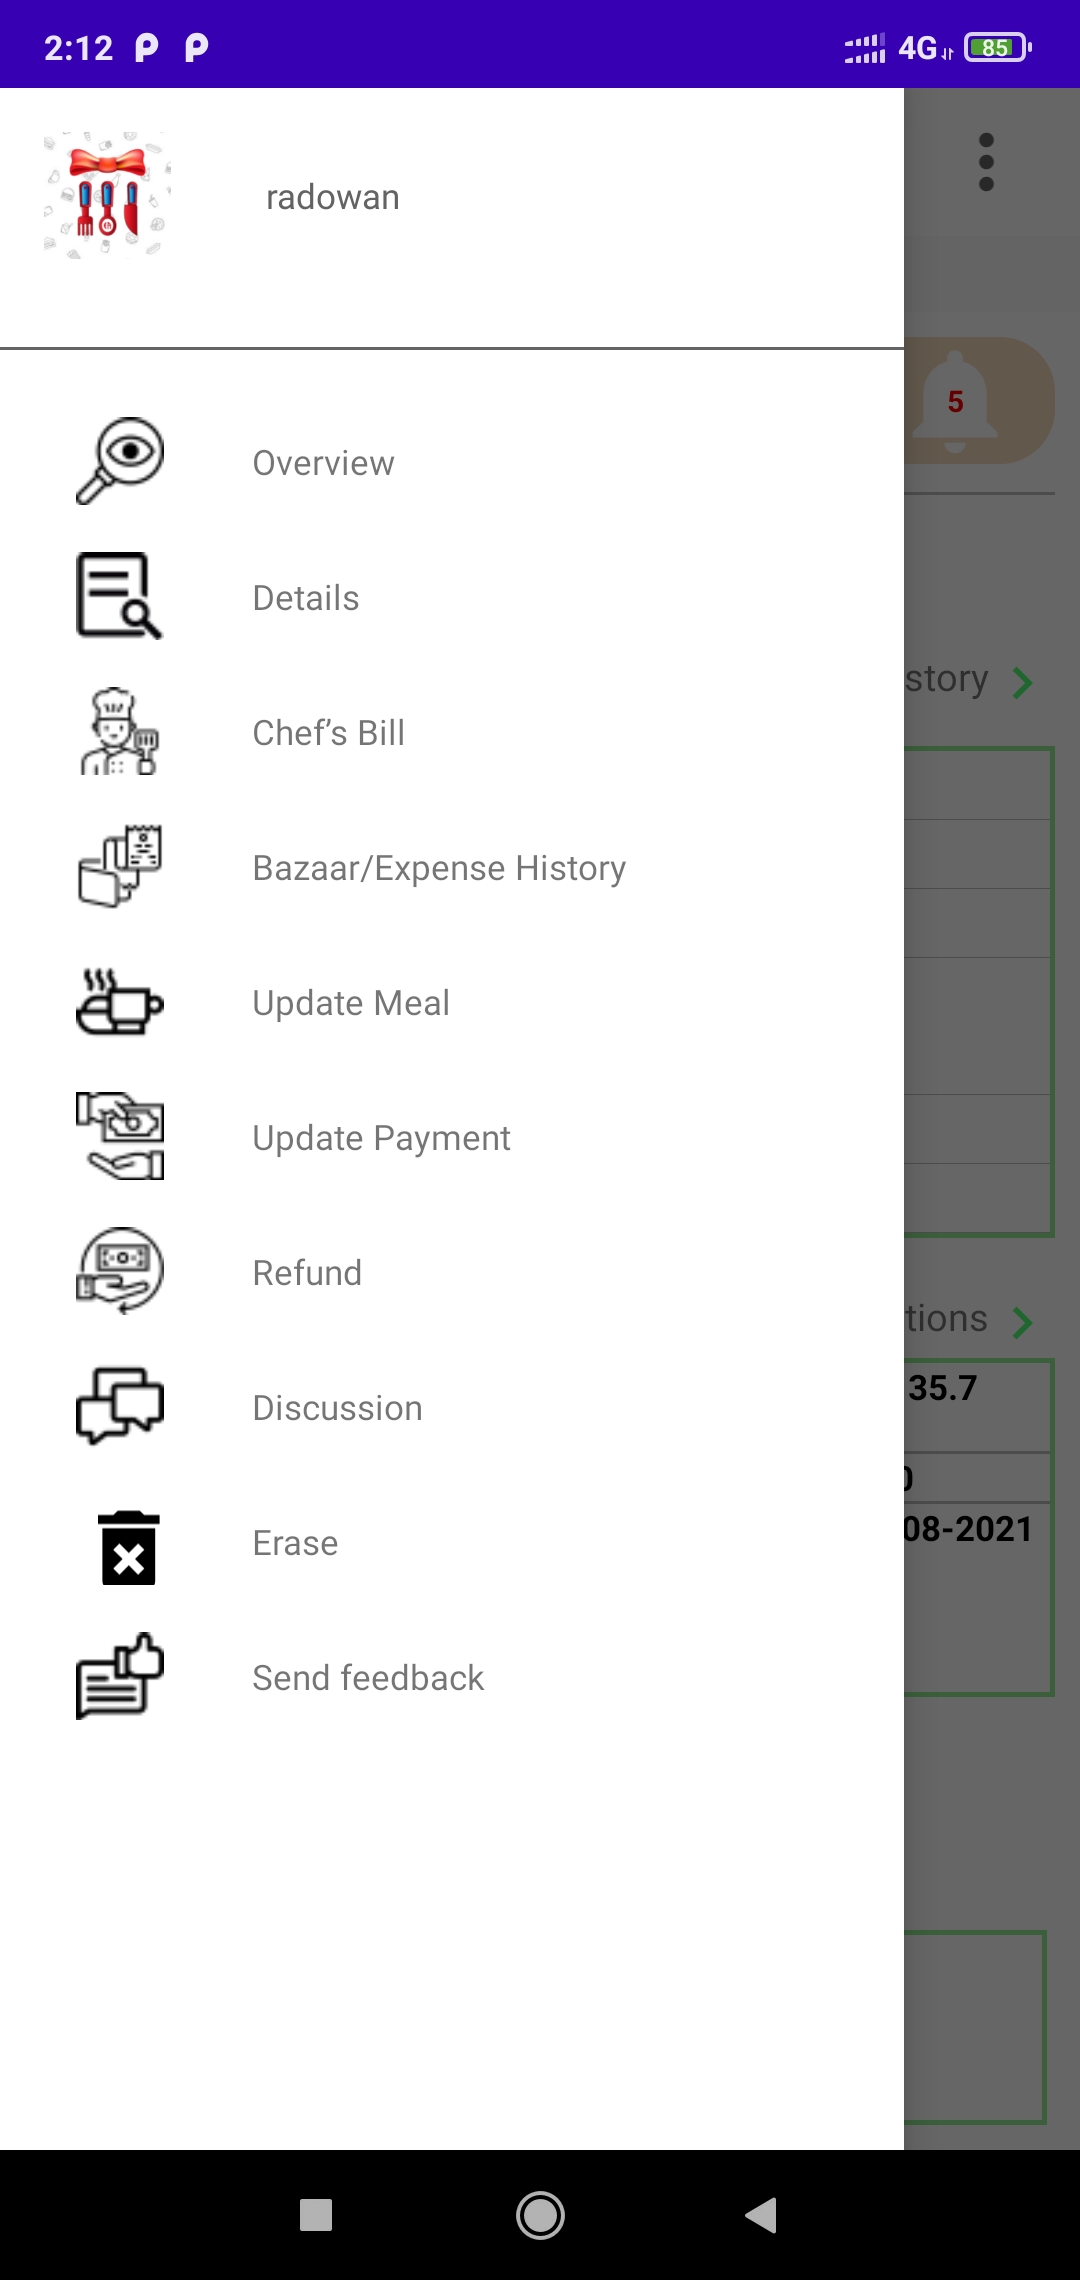 2:12 4G 85
radowan
5
Overview
Details
story
Chef's Bill
Bazaar/Expense History
Update Meal
Update Payment
Refund
tions
35.7
Discussion
0
08-2021
Erase
Send feedback